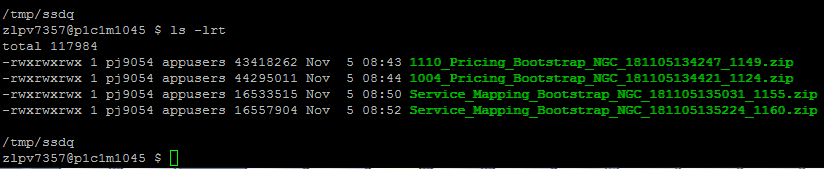 /tmp/ssdq
zlpv7357@p1c1m1045 $ ls -lrt
total 117984
-rwxrwxrwx 1 pj9054 appusers 43418262 Nov  5 08:43 1110_Pricing_Bootstrap_NGC_181105134247_1149.zip
-rwxrwxrwx 1 pj9054 appusers 44295011 Nov  5 08:44 1004_Pricing_Bootstrap_NGC_181105134421_1124.zip
-rwxrwxrwx 1 pj9054 appusers 16533515 Nov  5 08:50 Service_Mapping_Bootstrap_NGC_181105135031_1155.zip
-rwxrwxrwx 1 pj9054 appusers 16557904 Nov  5 08:52 Service_Mapping_Bootstrap_NGC_181105135224_1160.zip
/tmp/ssdq
zlpv7357@p1c1m1045 $